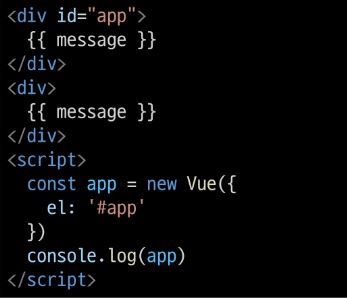 <div id="app">
  {{ message }}
</div>
<div>
  {{ message }}
</div>
<script>
  const app = new Vue({
    el: '#app'
  })
  console.log(app)
</script>